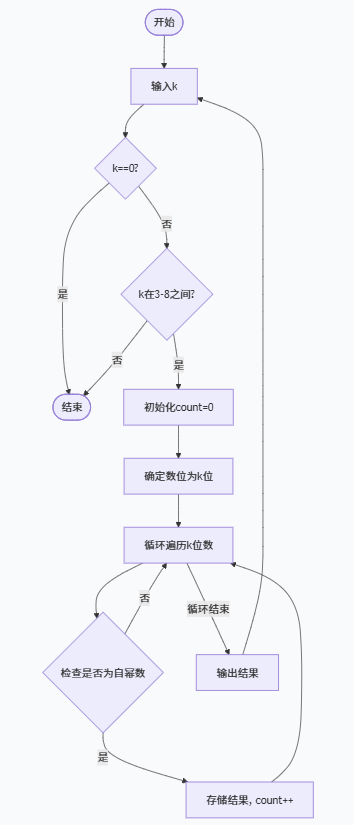 开始
输入k
k==0?
否
k在3-8之间?
是
否
是
结束
初始化count=0
确定数位为k位
循环遍历k位数
否
循环结束
检查是否为自幂数
输出结果
是
存储结果, count++